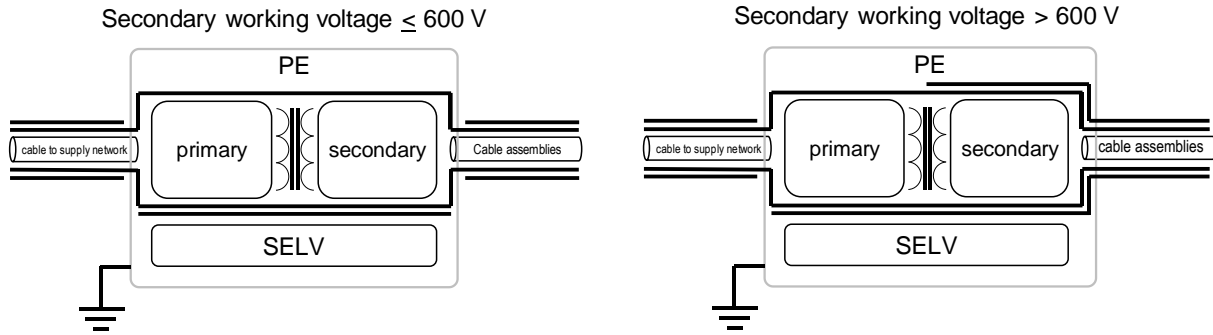 Secondary working voltage ≤ 600 V
PE
cable to supply network
primary
secondary
Cable assemblies
SELV
Secondary working voltage > 600 V
PE
cable to supply network
primary
secondary
cable assemblies
SELV